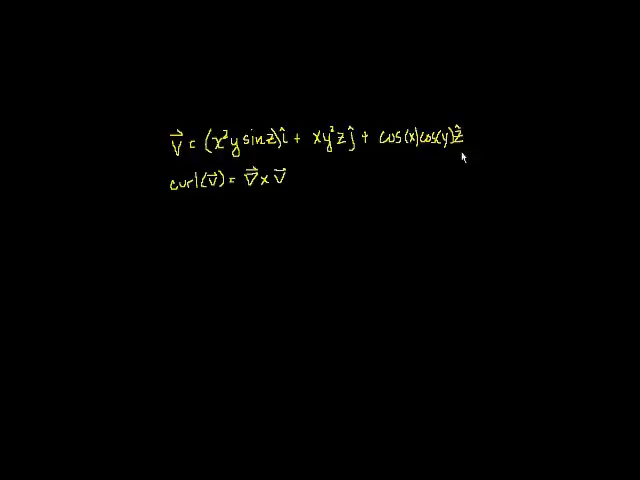 v⃗ = (x²y sin z)î + xy²z ĵ + cos(x)cos(y)ẑ
curl(v⃗) = ∇⃗ x v⃗